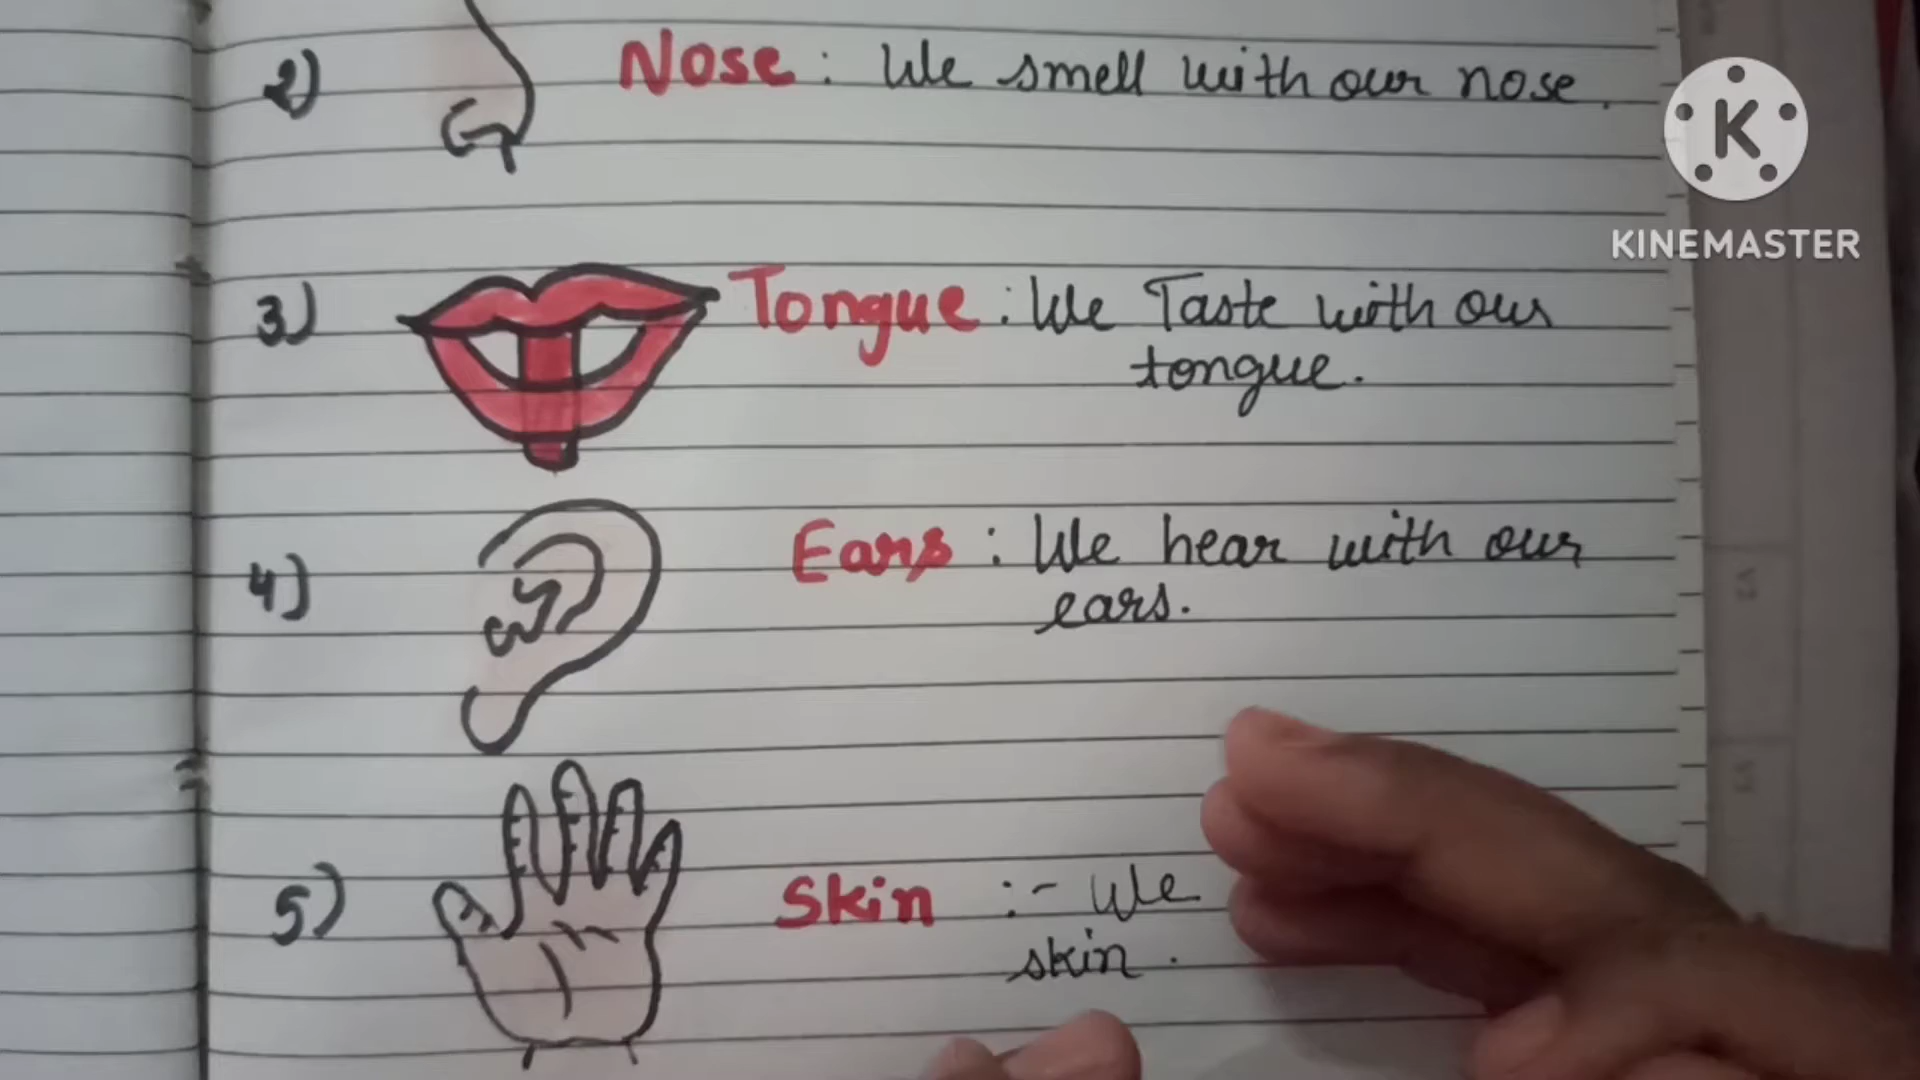 2) Nose : We smell with our nose.
K
KINEMASTER
3) Tongue : We Taste with our
tongue.
4) Ears : We hear with our
ears.
5) Skin :- We
skin.